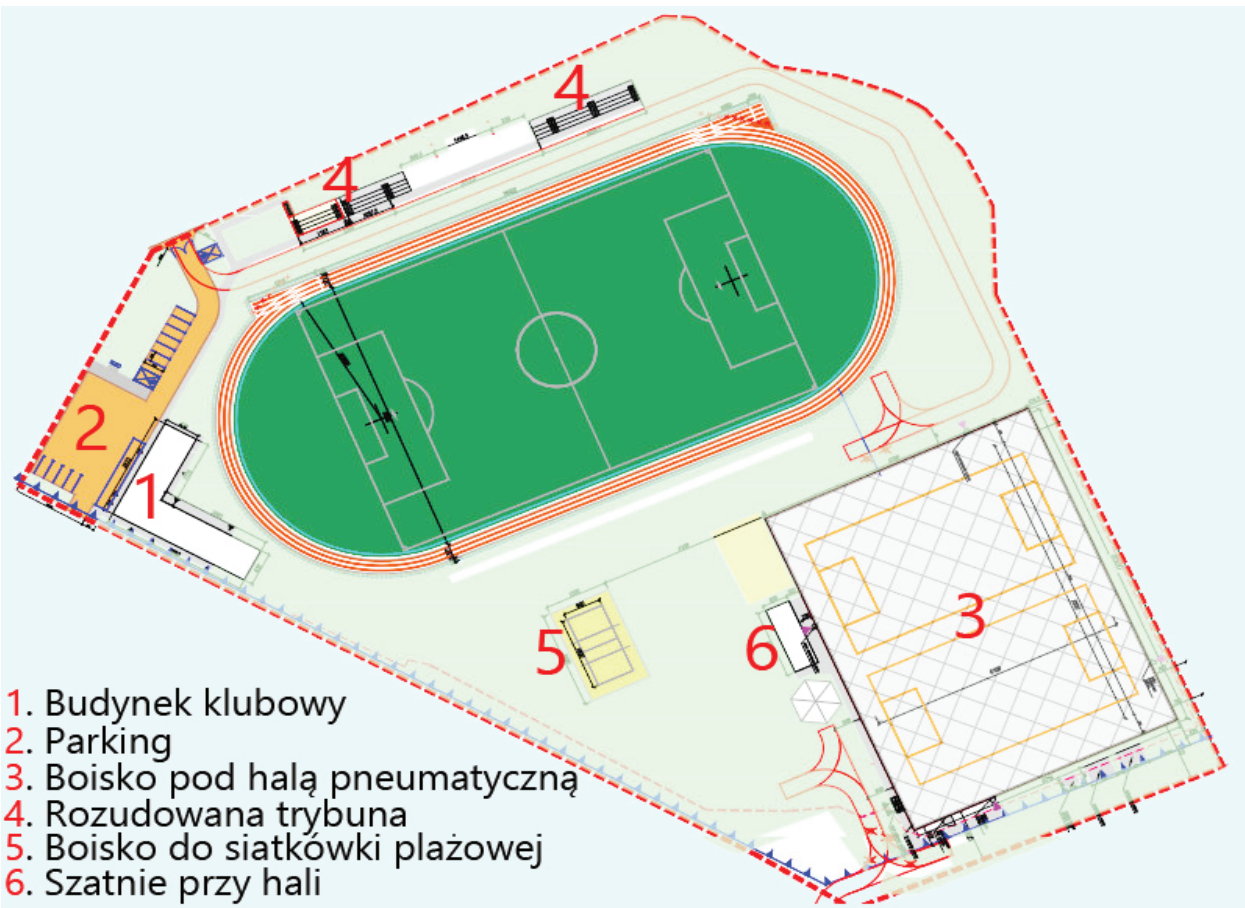 4
4
2
1
3
5
6
1. Budynek klubowy
2. Parking
3. Boisko pod halą pneumatyczną
4. Rozudowana trybuna
5. Boisko do siatkówki plażowej
6. Szatnie przy hali